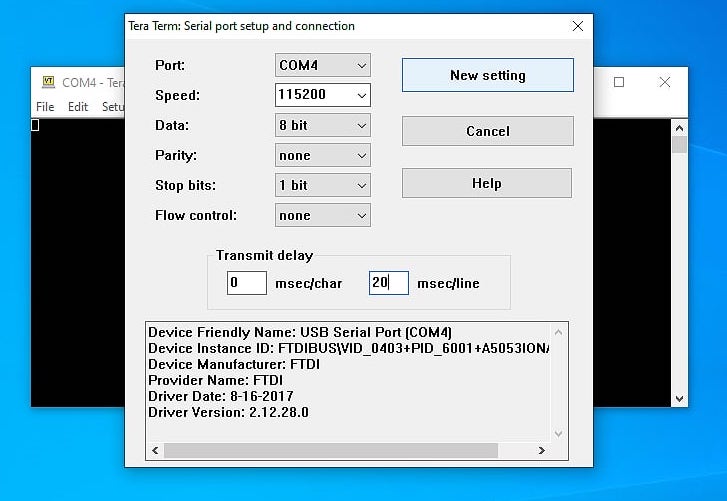 Tera Term: Serial port setup and connection
Port: COM4
New setting
Speed: 115200
COM4 - Tera
File Edit Setu
Data: 8 bit
Cancel
Parity: none
Stop bits: 1 bit
Help
Flow control: none
Transmit delay
0 msec/char 20 msec/line
Device Friendly Name: USB Serial Port (COM4)
Device Instance ID: FTDIBUS\VID_0403+PID_6001+A5053ION
Device Manufacturer: FTDI
Provider Name: FTDI
Driver Date: 8-16-2017
Driver Version: 2.12.28.0